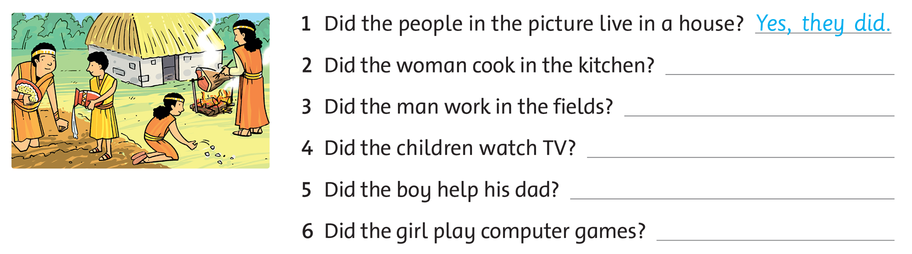 1 Did the people in the picture live in a house? Yes, they did.
2 Did the woman cook in the kitchen?
3 Did the man work in the fields?
4 Did the children watch TV?
5 Did the boy help his dad?
6 Did the girl play computer games?